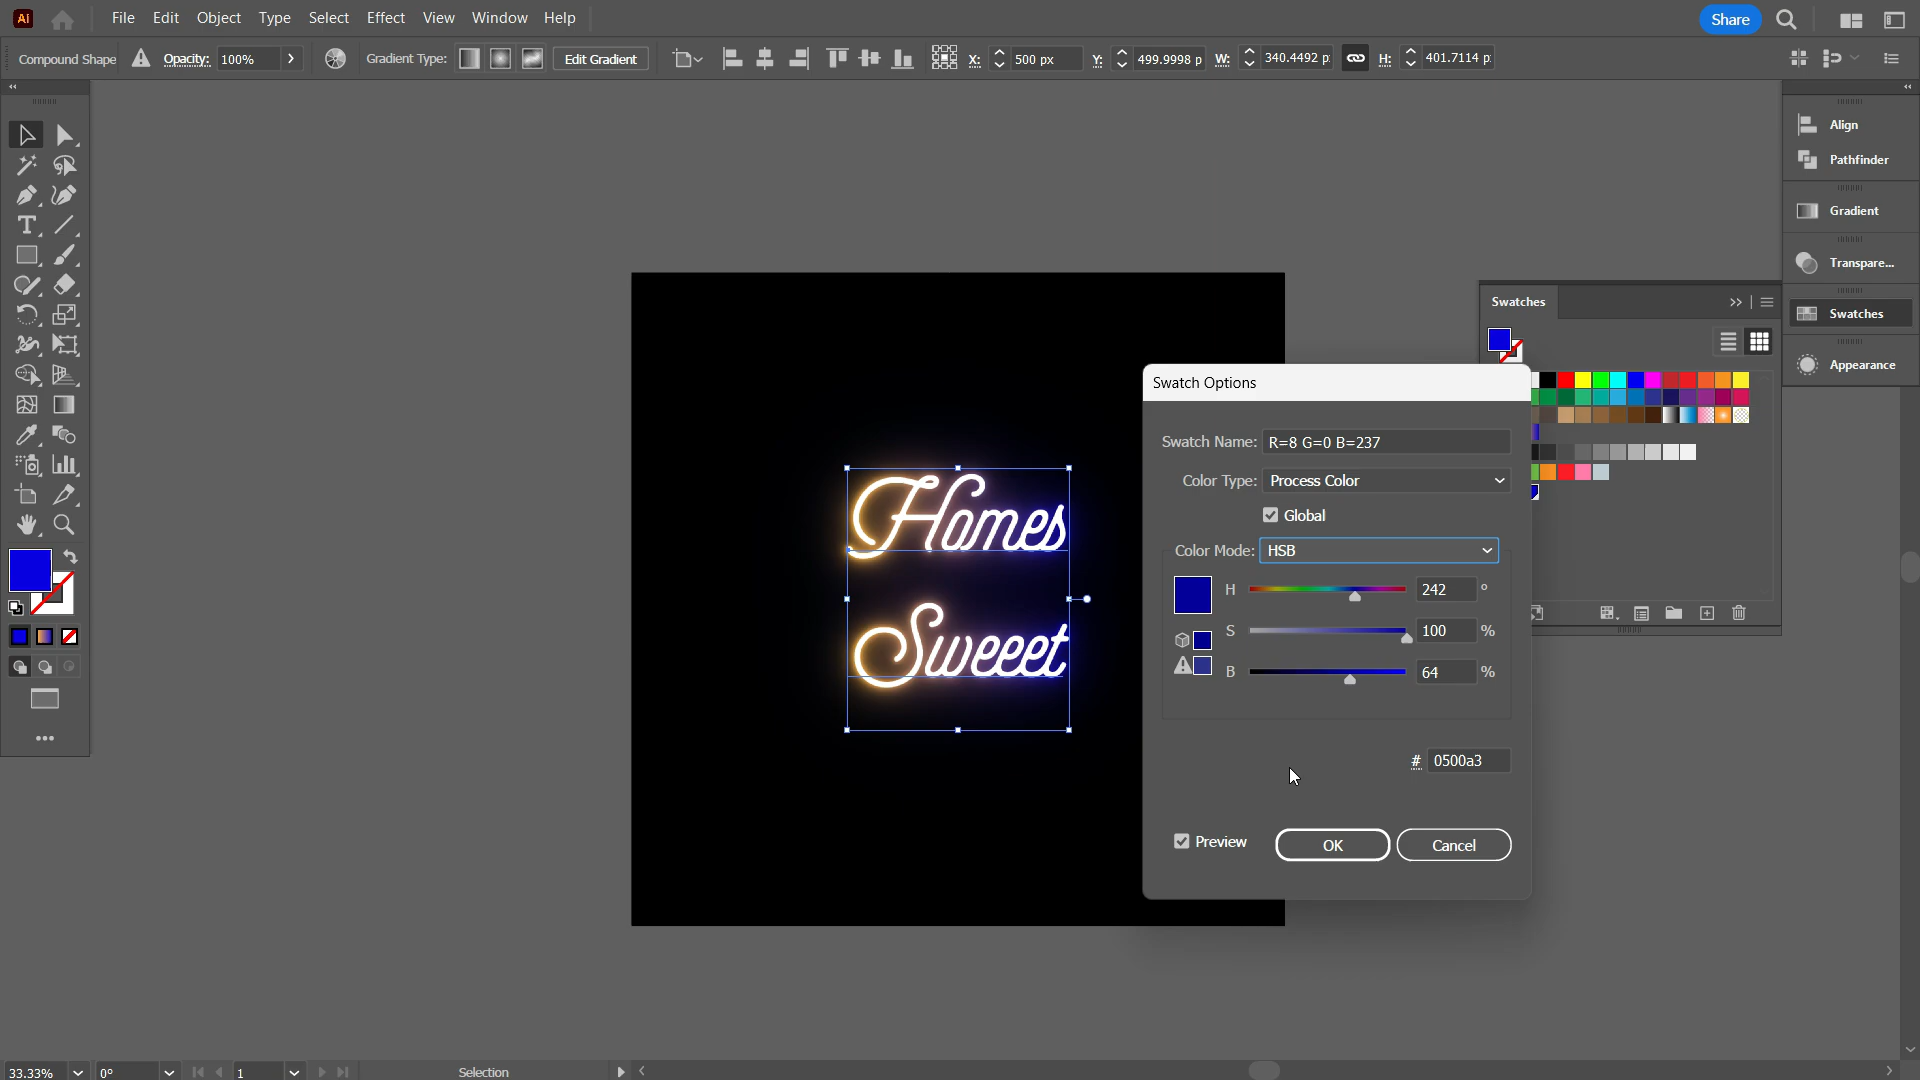 Ai File Edit Object Type Select Effect View Window Help Share
Compound Shape Opacity: 100% Gradient Type: Edit Gradient X: 500 px Y: 499.9998 p W: 340.4492 p H: 401.7114 p
Align
Pathfinder
Gradient
Transpare...
Swatches
Appearance
Swatches
Homes
Sweeet
Swatch Options
Swatch Name: R=8 G=0 B=237
Color Type: Process Color
Global
Color Mode: HSB
H 242 °
S 100 %
B 64 %
# 0500a3
Preview OK Cancel
33.33% 0° 1 Selection